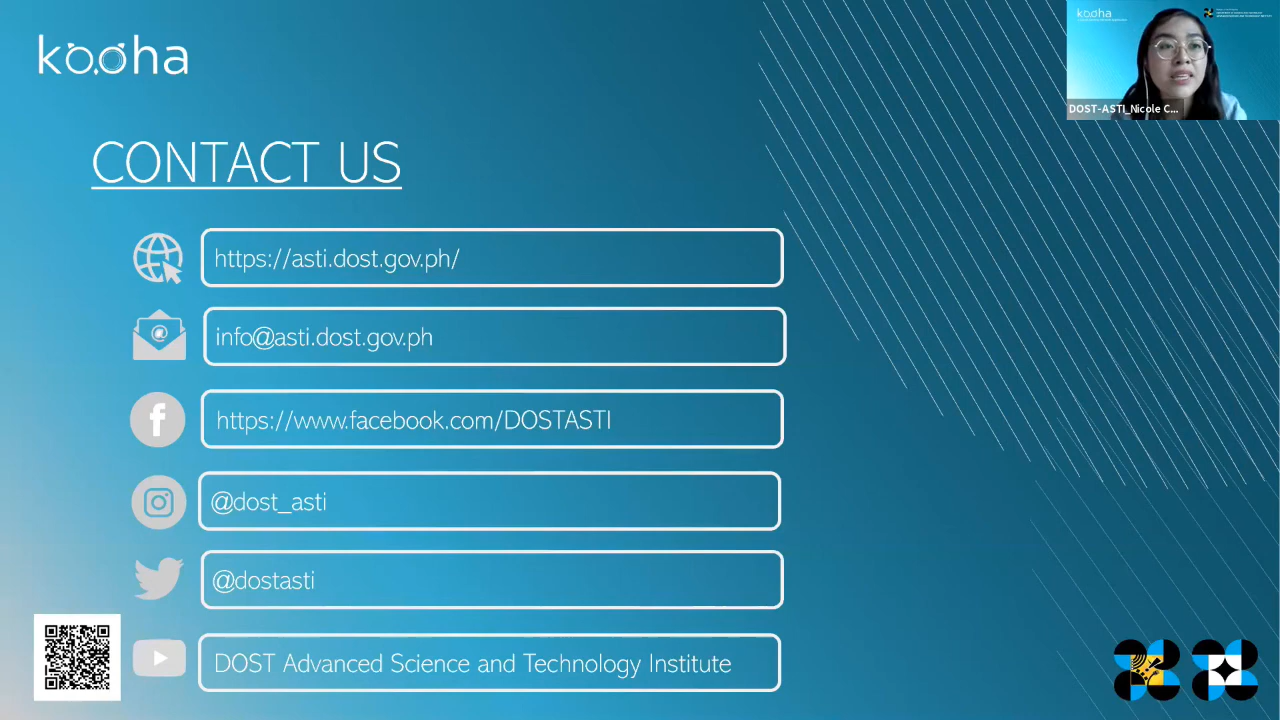 kooha
CONTACT US
https://asti.dost.gov.ph/
info@asti.dost.gov.ph
https://www.facebook.com/DOSTASTI
@dost_asti
@dostasti
DOST Advanced Science and Technology Institute
kooha
DOST-ASTI_Nicole C...